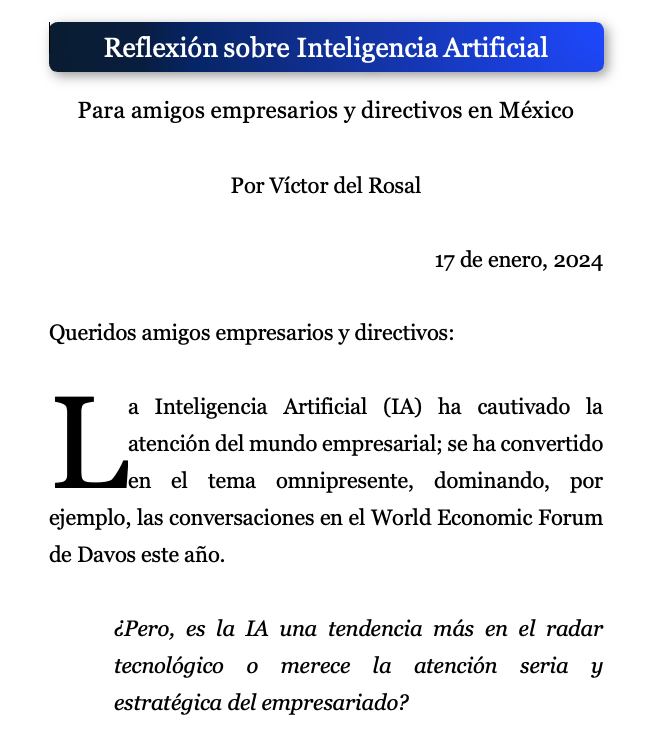 Reflexión sobre Inteligencia Artificial
Para amigos empresarios y directivos en México
Por Víctor del Rosal
17 de enero, 2024
Queridos amigos empresarios y directivos:
La Inteligencia Artificial (IA) ha cautivado la
atención del mundo empresarial; se ha convertido
en el tema omnipresente, dominando, por
ejemplo, las conversaciones en el World Economic Forum
de Davos este año.
¿Pero, es la IA una tendencia más en el radar
tecnológico o merece la atención seria y
estratégica del empresariado?